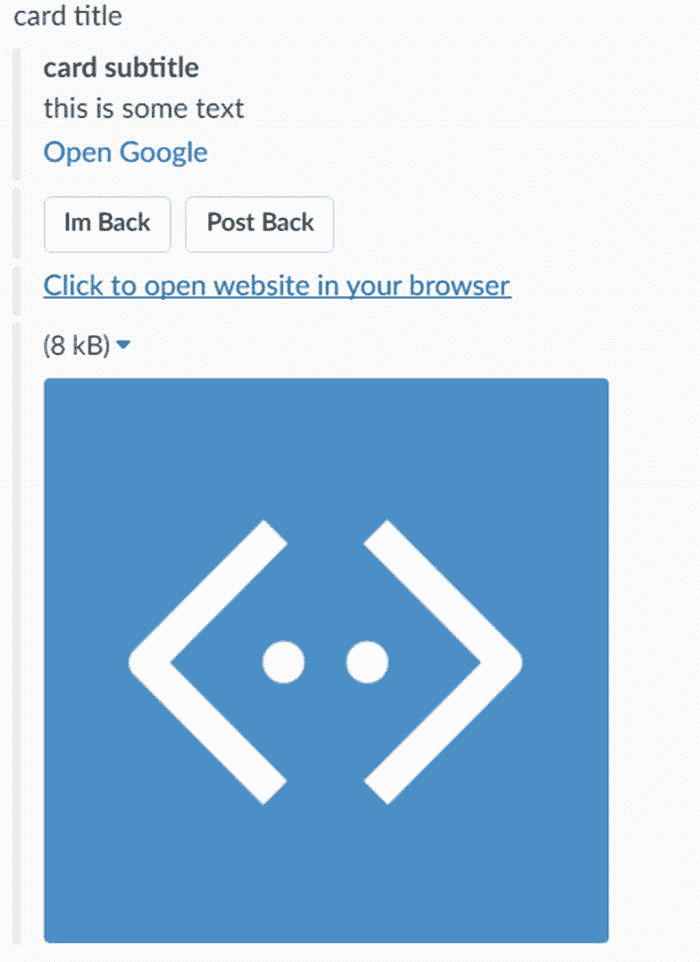 card title
card subtitle
this is some text
Open Google
Im Back Post Back
Click to open website in your browser
(8 kB)